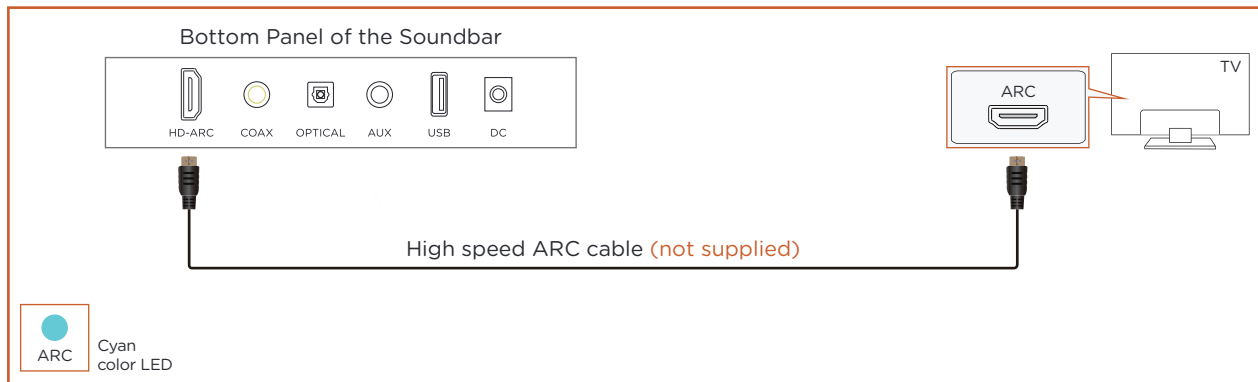 Bottom Panel of the Soundbar
HD-ARC COAX OPTICAL AUX USB DC
TV
ARC
High speed ARC cable (not supplied)
ARC
Cyan
color LED